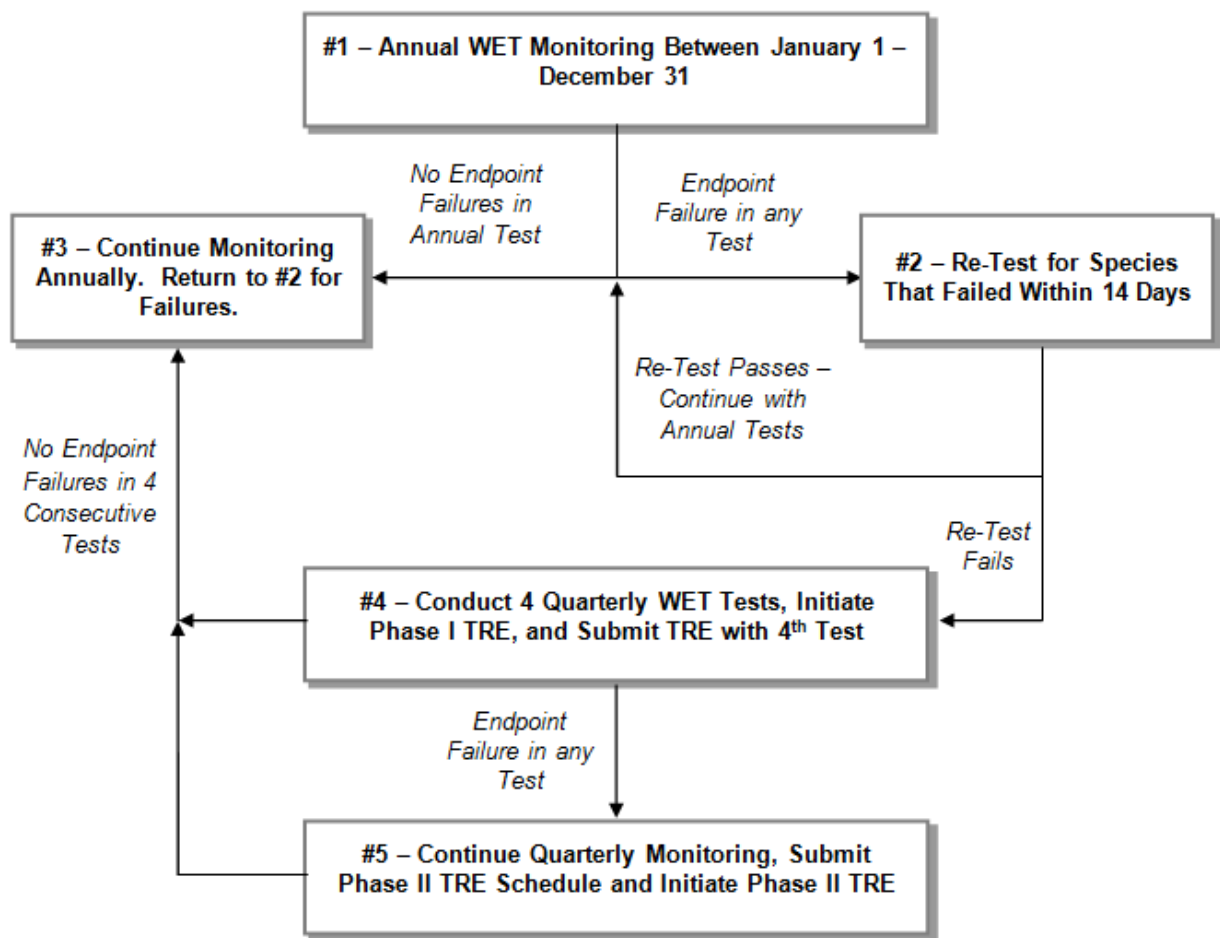 #1 – Annual WET Monitoring Between January 1 –
December 31
No Endpoint
Failures in
Annual Test
Endpoint
Failure in any
Test
#3 – Continue Monitoring
Annually.  Return to #2 for
Failures.
#2 – Re-Test for Species
That Failed Within 14 Days
Re-Test Passes –
Continue with
Annual Tests
No Endpoint
Failures in 4
Consecutive
Tests
Re-Test
Fails
#4 – Conduct 4 Quarterly WET Tests, Initiate
Phase I TRE, and Submit TRE with 4th Test
Endpoint
Failure in any
Test
#5 – Continue Quarterly Monitoring, Submit
Phase II TRE Schedule and Initiate Phase II TRE